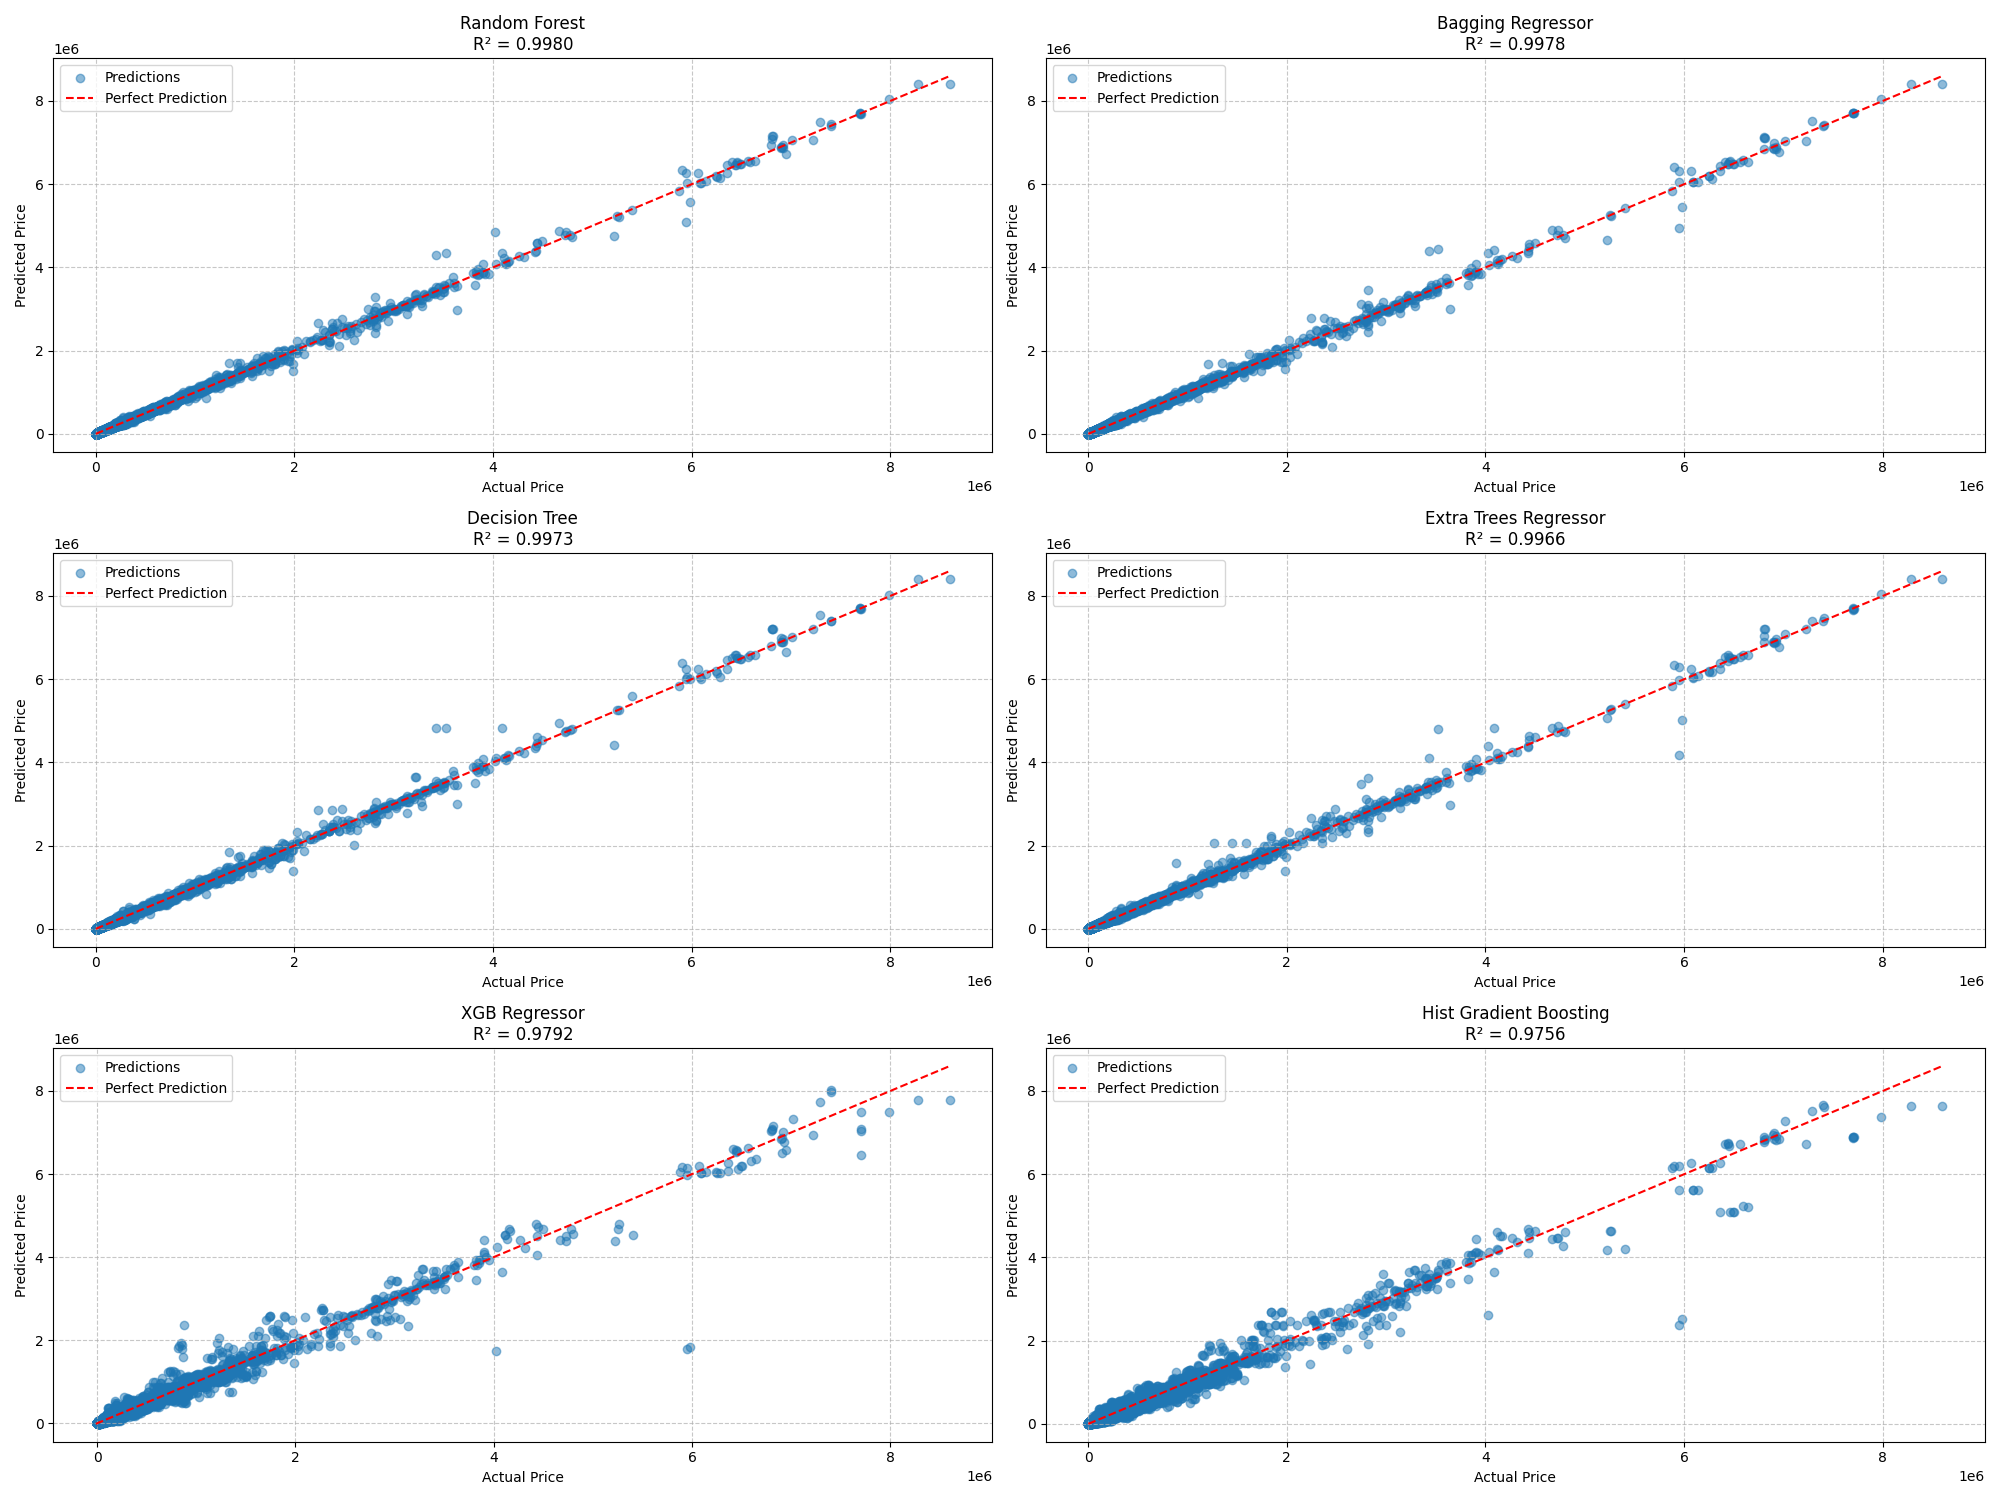 Random Forest
R² = 0.9980
1e6
Predictions
Perfect Prediction
8
6
4
2
0
Predicted Price
0 2 4 6 8
Actual Price
1e6
Bagging Regressor
R² = 0.9978
1e6
Predictions
Perfect Prediction
8
6
4
2
0
Predicted Price
0 2 4 6 8
Actual Price
1e6
Decision Tree
R² = 0.9973
1e6
Predictions
Perfect Prediction
8
6
4
2
0
Predicted Price
0 2 4 6 8
Actual Price
1e6
Extra Trees Regressor
R² = 0.9966
1e6
Predictions
Perfect Prediction
8
6
4
2
0
Predicted Price
0 2 4 6 8
Actual Price
1e6
XGB Regressor
R² = 0.9792
1e6
Predictions
Perfect Prediction
8
6
4
2
0
Predicted Price
0 2 4 6 8
Actual Price
1e6
Hist Gradient Boosting
R² = 0.9756
1e6
Predictions
Perfect Prediction
8
6
4
2
0
Predicted Price
0 2 4 6 8
Actual Price
1e6